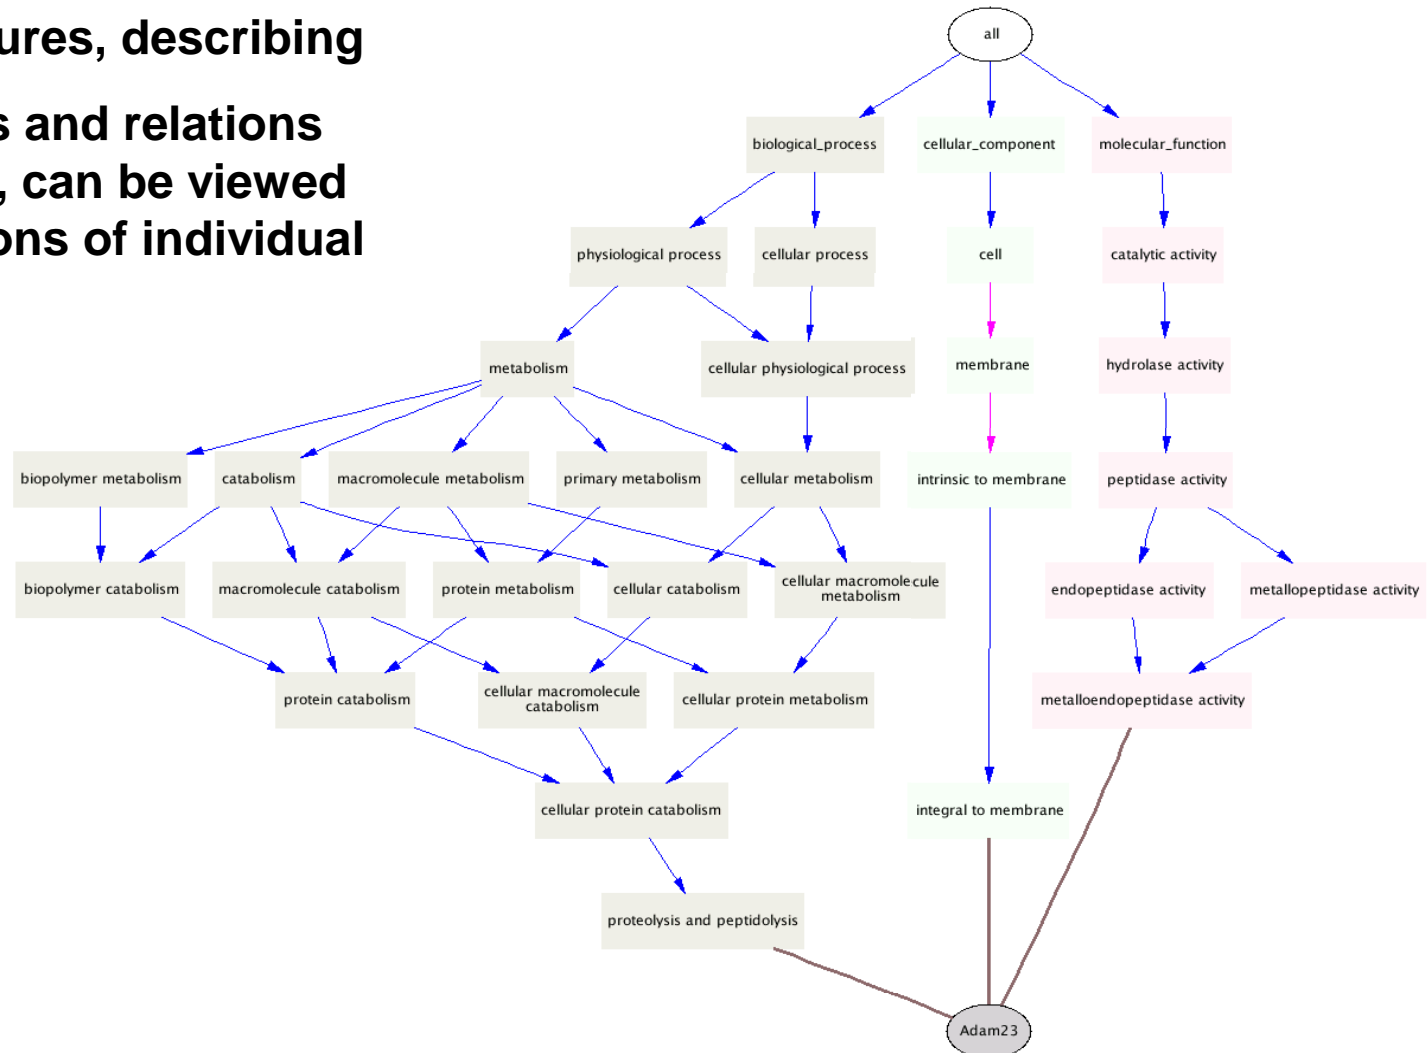 ures, describing
s and relations
, can be viewed
ons of individual
all
biological_process
cellular_component
molecular_function
physiological process
cellular process
cell
catalytic activity
metabolism
cellular physiological process
membrane
hydrolase activity
biopolymer metabolism
catabolism
macromolecule metabolism
primary metabolism
cellular metabolism
intrinsic to membrane
peptidase activity
biopolymer catabolism
macromolecule catabolism
protein metabolism
cellular catabolism
cellular macromolecule
metabolism
endopeptidase activity
metallopeptidase activity
protein catabolism
cellular macromolecule
catabolism
cellular protein metabolism
metalloendopeptidase activity
cellular protein catabolism
integral to membrane
proteolysis and peptidolysis
Adam23